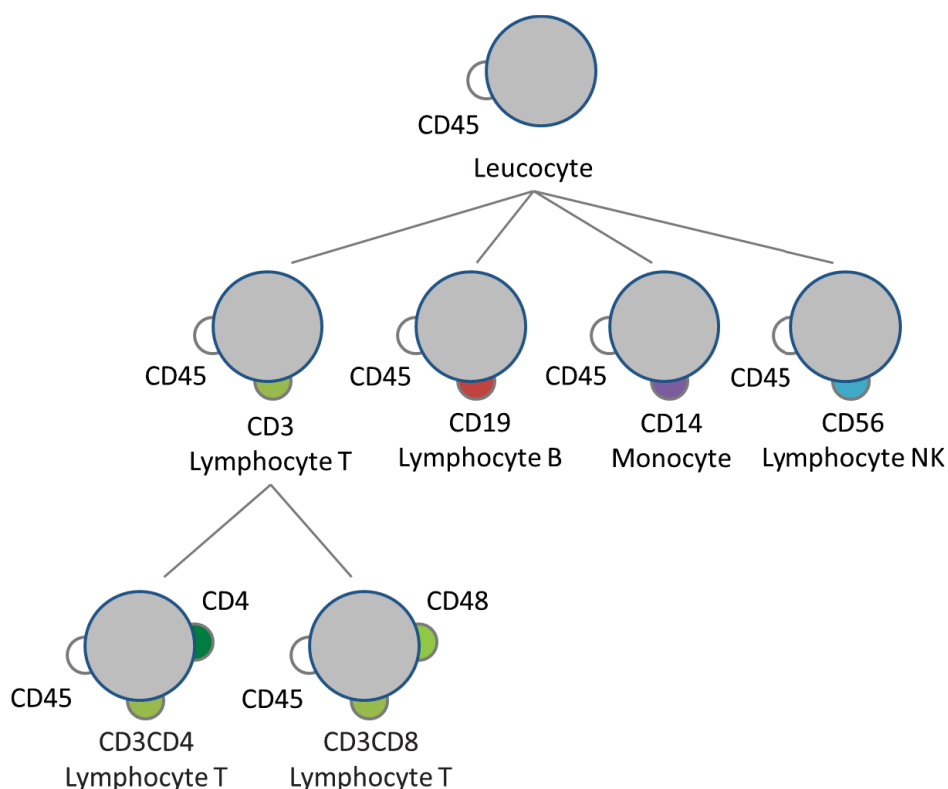 CD45
Leucocyte
CD45
CD3
Lymphocyte T
CD45
CD19
Lymphocyte B
CD45
CD14
Monocyte
CD45
CD56
Lymphocyte NK
CD4
CD45
CD3CD4
Lymphocyte T
CD48
CD45
CD3CD8
Lymphocyte T